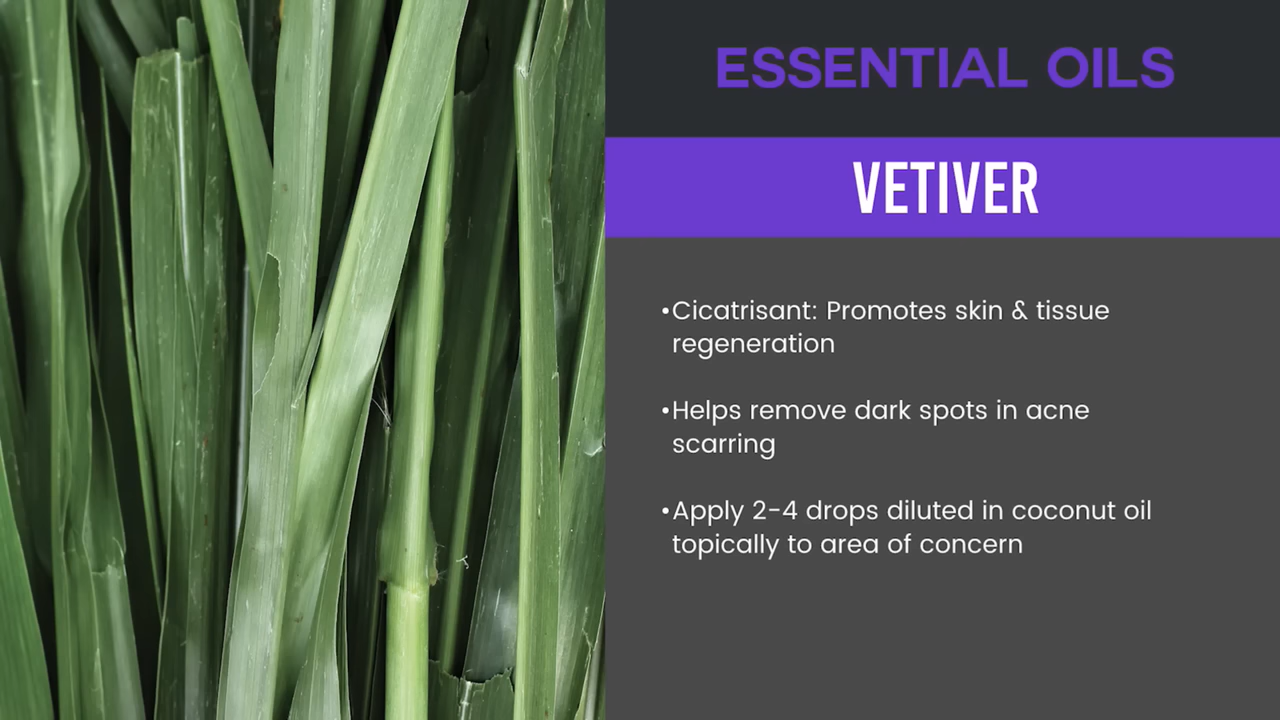 ESSENTIAL OILS
VETIVER
•Cicatrisant: Promotes skin & tissue
regeneration
•Helps remove dark spots in acne
scarring
•Apply 2-4 drops diluted in coconut oil
topically to area of concern